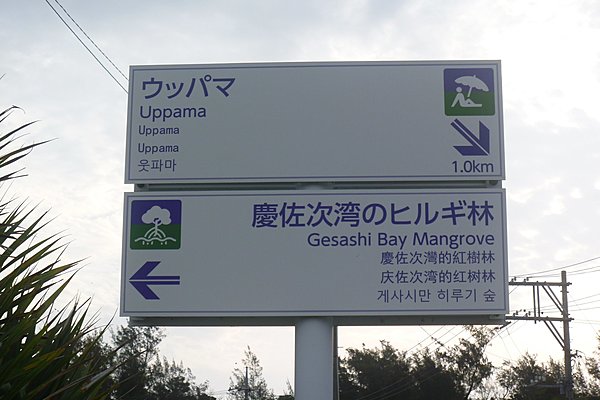 ウッパマ
Uppama
Uppama
Uppama
웃파마
1.0km
慶佐次湾のヒルギ林
Gesashi Bay Mangrove
慶佐次灣的紅樹林
庆佐次湾的红树林
게사시만 히루기 숲